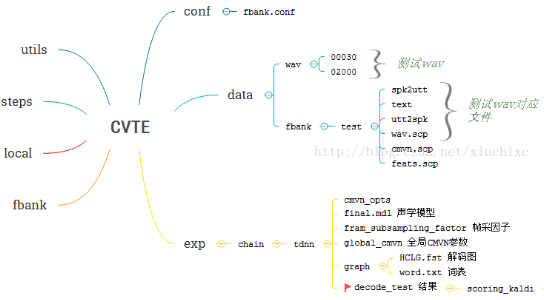 conf
fbank.conf
utils
wav
00030
02000
测试wav
steps
data
spk2utt
text
utt2spk
wav.scp
cmvn.scp
feats.scp
测试wav对应
文件
CVTE
fbank
test
local
http://blog.csdn.net/xiuchixc
fbank
cmvn_opts
final.mdl 声学模型
fram_subsampling_factor 帧采因子
exp
chain
tdnn
global_cmvn 全局CMVN参数
graph
HCLG.fst 解码图
word.txt 词表
decode_test 结果
scoring_kaldi